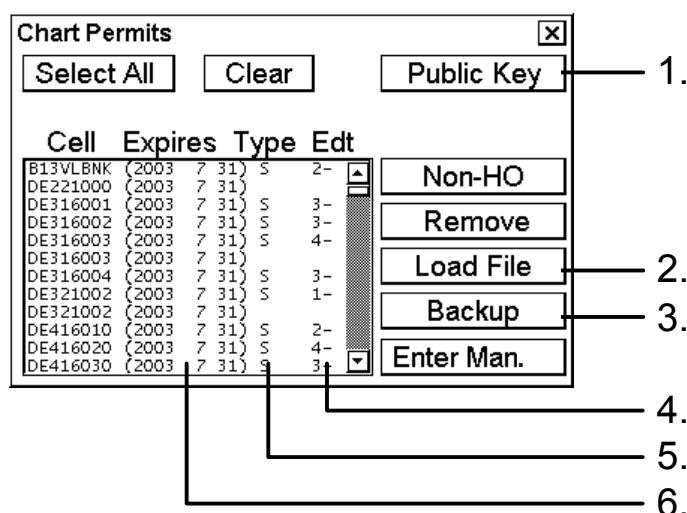 Chart Permits
Select All Clear Public Key 1.
Cell Expires Type Edt
B13VLBNK (2003 7 31) S 2-
DE221000 (2003 7 31)
DE316001 (2003 7 31) S 3-
DE316002 (2003 7 31) S 3-
DE316003 (2003 7 31) S 4-
DE316003 (2003 7 31)
DE316004 (2003 7 31) S 3-
DE321002 (2003 7 31) S 1-
DE321002 (2003 7 31)
DE416010 (2003 7 31) S 2-
DE416020 (2003 7 31) S 4-
DE416030 (2003 7 31) S 3-
Non-HO
Remove
Load File 2.
Backup 3.
Enter Man.
4.
5.
6.